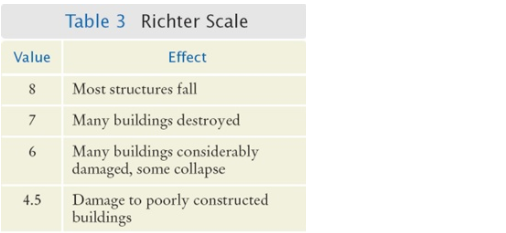 Table 3 Richter Scale
Value Effect
8 Most structures fall
7 Many buildings destroyed
6 Many buildings considerably
damaged, some collapse
4.5 Damage to poorly constructed
buildings